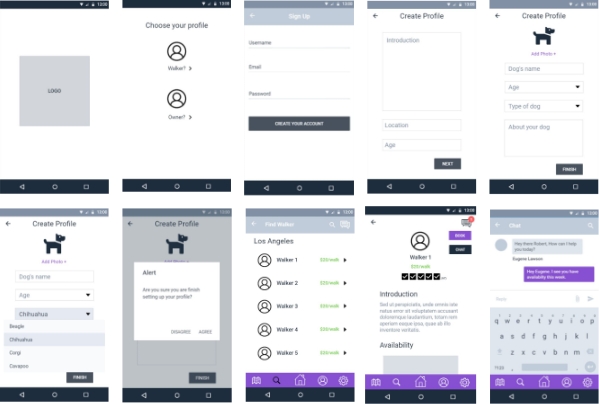 12:00
LOGO
12:00
Choose your profile
Walker?
Owner?
12:00
Sign Up
Username
Email
Password
CREATE YOUR ACCOUNT
12:00
Create Profile
Introduction
Location
Age
NEXT
12:00
Create Profile
Add Photo +
Dog's name
Age
Type of dog
About your dog
FINISH
12:00
Create Profile
Add Photo +
Dog's name
Age
Chihuahua
Beagle
Chihuahua
Corgi
Cavapoo
FINISH
12:00
Create Profile
Alert
Are you sure you are finish
setting up your profile?
DISAGREE AGREE
FINISH
12:00
Find Walker
Los Angeles
Walker 1 $20/walk
Walker 2 $20/walk
Walker 3 $20/walk
Walker 4 $20/walk
Walker 5 $20/walk
12:00
Walker 1
$20/walk
CHAT
Introduction
Sed ut perspiciatis, unde omnis iste
natus error sit voluptatem accusant
doloremque laudantium, totam rem
aperiam eaque ipsa, quae ab illo
inventore veritatis.
Availability
12:00
Chat
Hey there Robert, How can I help
you today?
Eugene Lawson
Hey Eugene. I see you have
availability this week.
q w e r t y u i o p
a s d f g h j k l
z x c v b n m